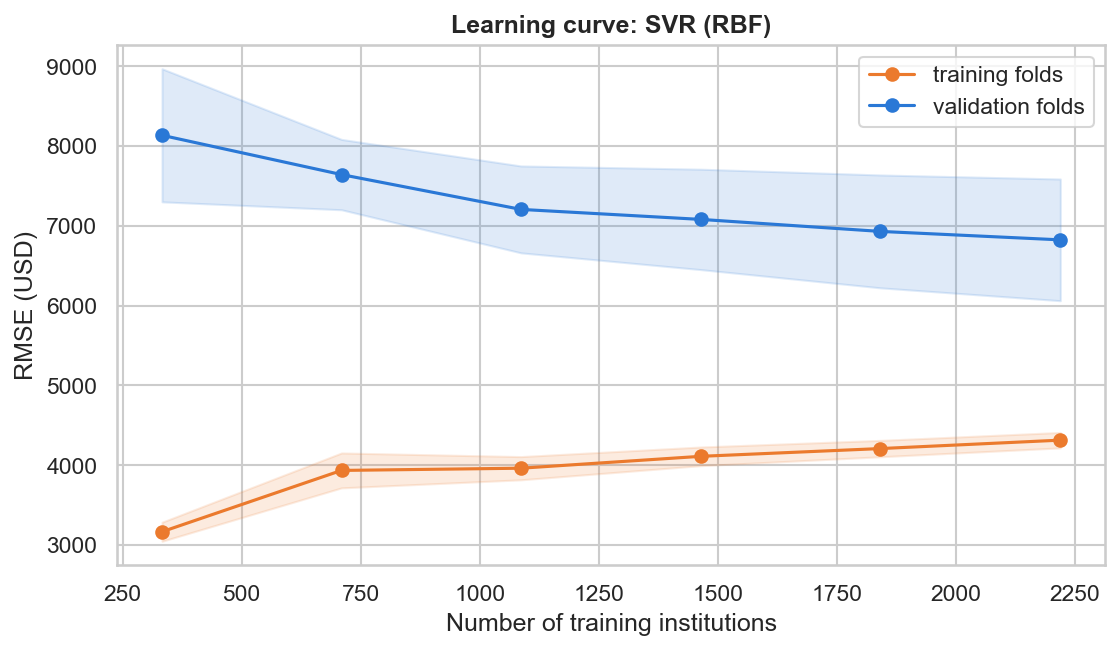 Learning curve: SVR (RBF)
training folds
validation folds
9000
8000
7000
6000
5000
4000
3000
RMSE (USD)
250 500 750 1000 1250 1500 1750 2000 2250
Number of training institutions